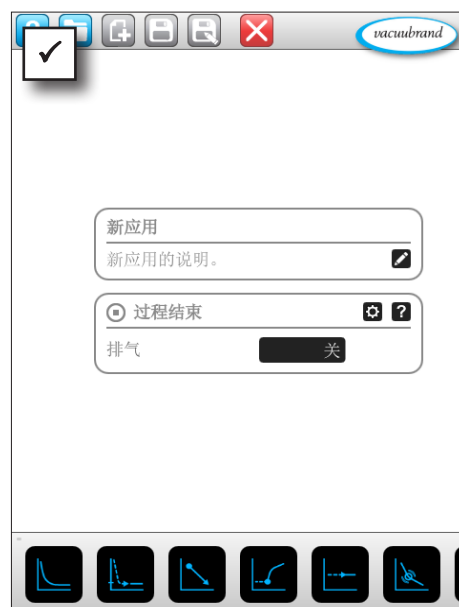 vacuubrand
新应用
新应用的说明。
过程结束
?
排气
关